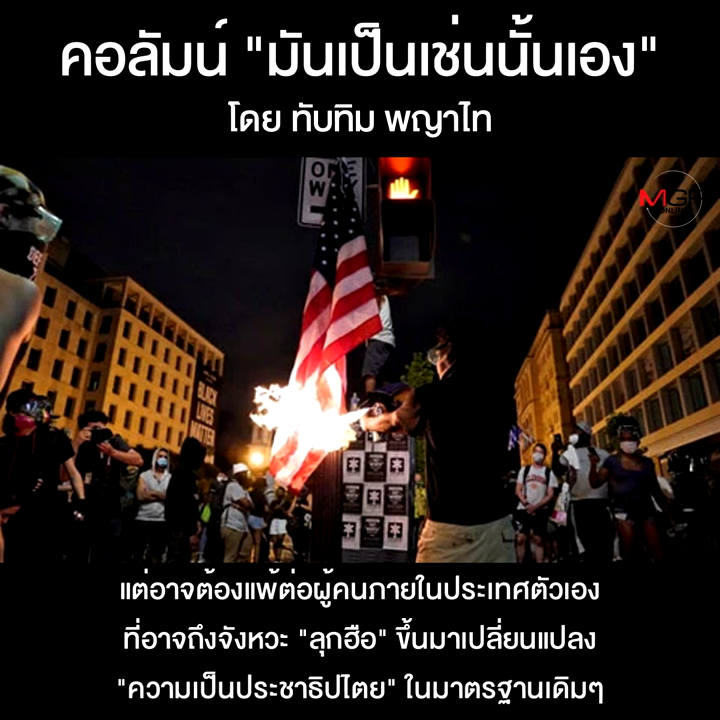 คอลัมน์ "มันเป็นเช่นนั้นเอง"
โดย ทับทิม พญาไท
ONE
WAY
BLACK
LIVES
MATTER
แต่อาจต้องแพ้ต่อผู้คนภายในประเทศตัวเอง
ที่อาจถึงจังหวะ "ลุกฮือ" ขึ้นมาเปลี่ยนแปลง
"ความเป็นประชาธิปไตย" ในมาตรฐานเดิมๆ